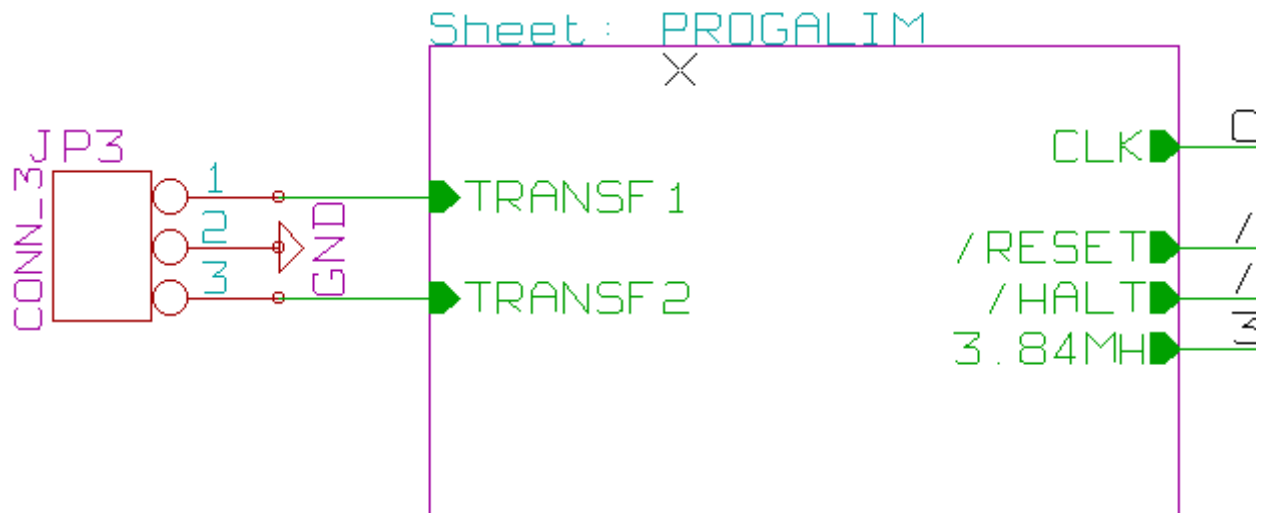 Sheet: PROGALIM
JP3
CONN_3
1
2
3
GND
TRANSF1
TRANSF2
CLK
/RESET
/HALT
3.84MH